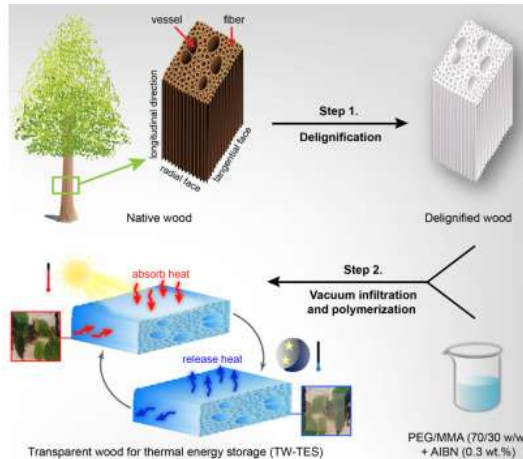 vessel
fiber
longitudinal direction
radial face
tangential face
Native wood
Step 1.
Delignification
Delignified wood
Step 2.
Vacuum infiltration
and polymerization
absorb heat
release heat
PEG/MMA (70/30 w/w)
+ AIBN (0.3 wt.%)
Transparent wood for thermal energy storage (TW-TES)